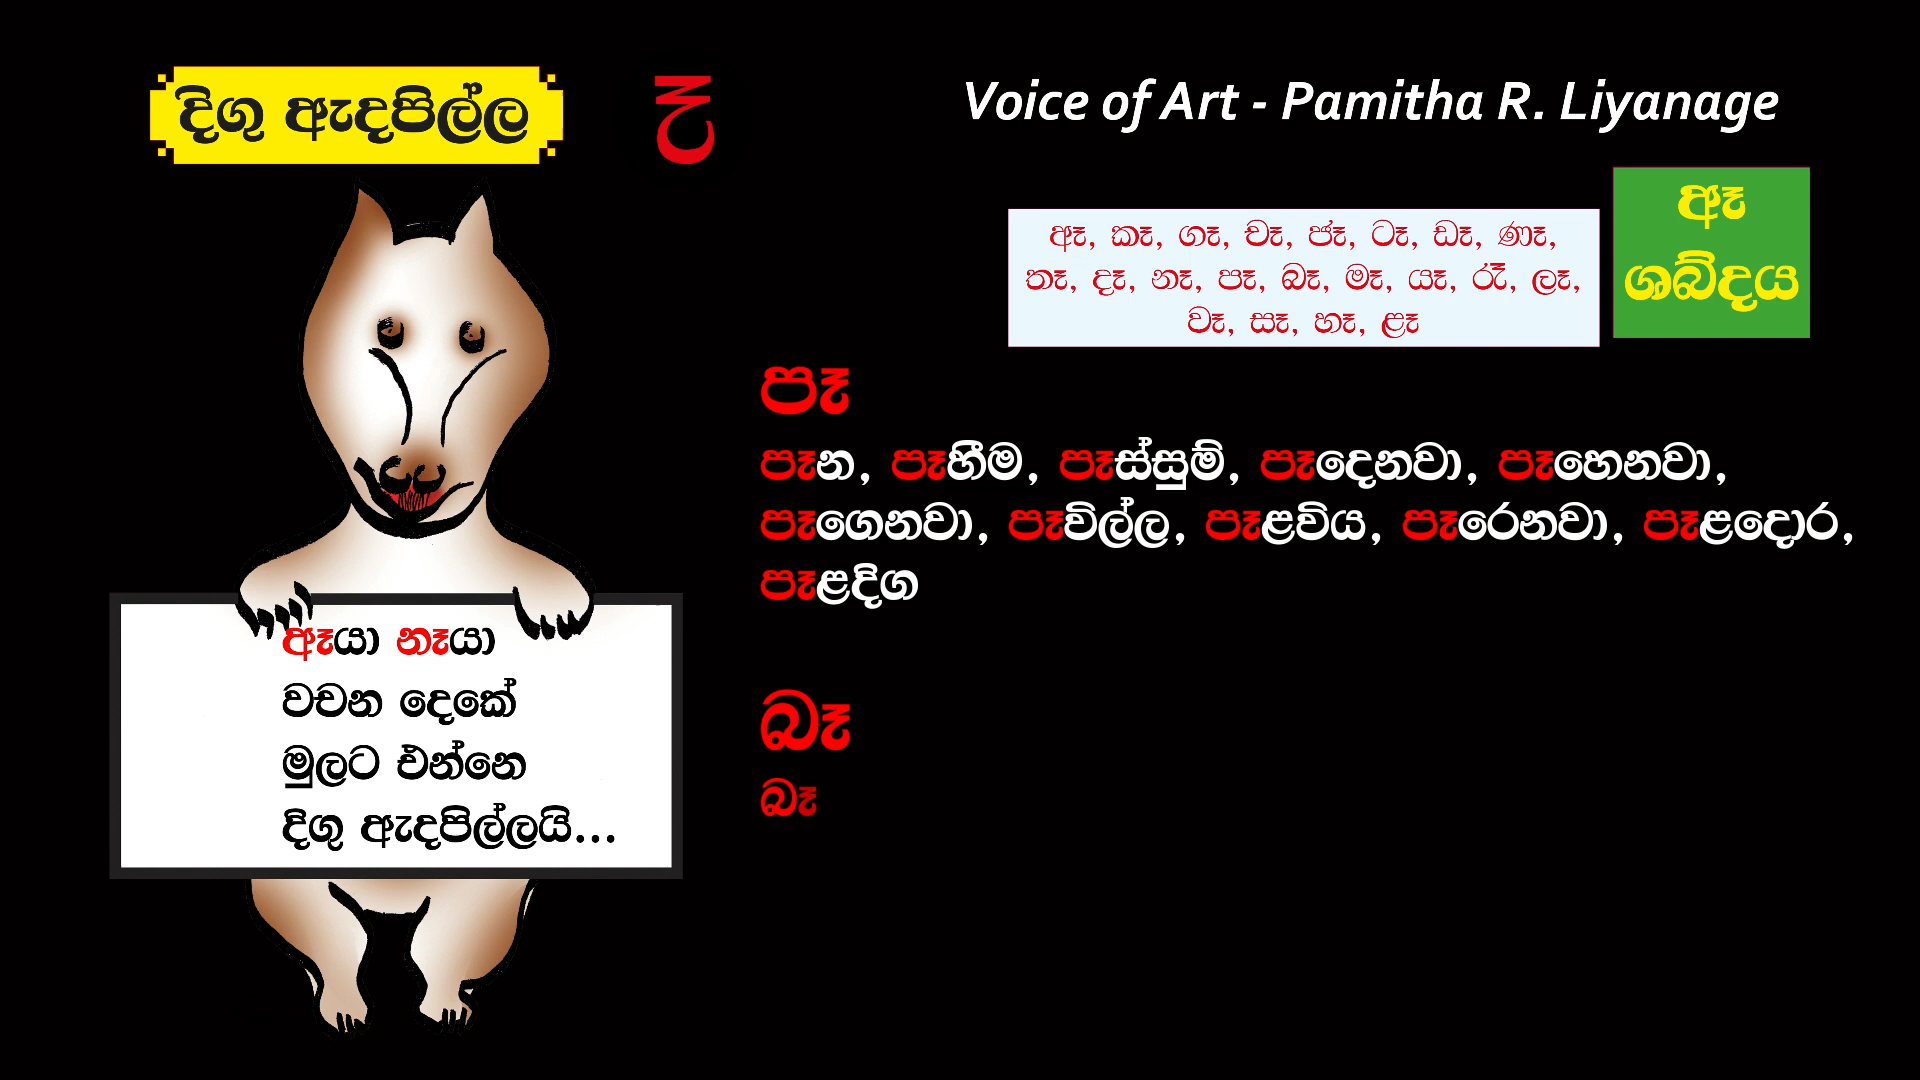 දිගු ඇදපිල්ල
Voice of Art - Pamitha R. Liyanage
ඈ
ශබ්දය
ඈ, කෑ, ගෑ, චෑ, ජෑ, ටෑ, ඩෑ, ණෑ,
තෑ, දෑ, නෑ, පෑ, බෑ, මෑ, යෑ, රෑ, ලෑ,
වෑ, සෑ, හෑ, ළෑ
පෑ
පෑන, පෑහීම, පෑස්සුම්, පෑදෙනවා, පෑහෙනවා,
පෑගෙනවා, පෑවිල්ල, පෑළවිය, පෑරෙනවා, පෑළදොර,
පෑළදිග
බෑ
බෑ
ඈයා නෑයා
වචන දෙකේ
මුලට එන්නෙ
දිගු ඇදපිල්ලයි...